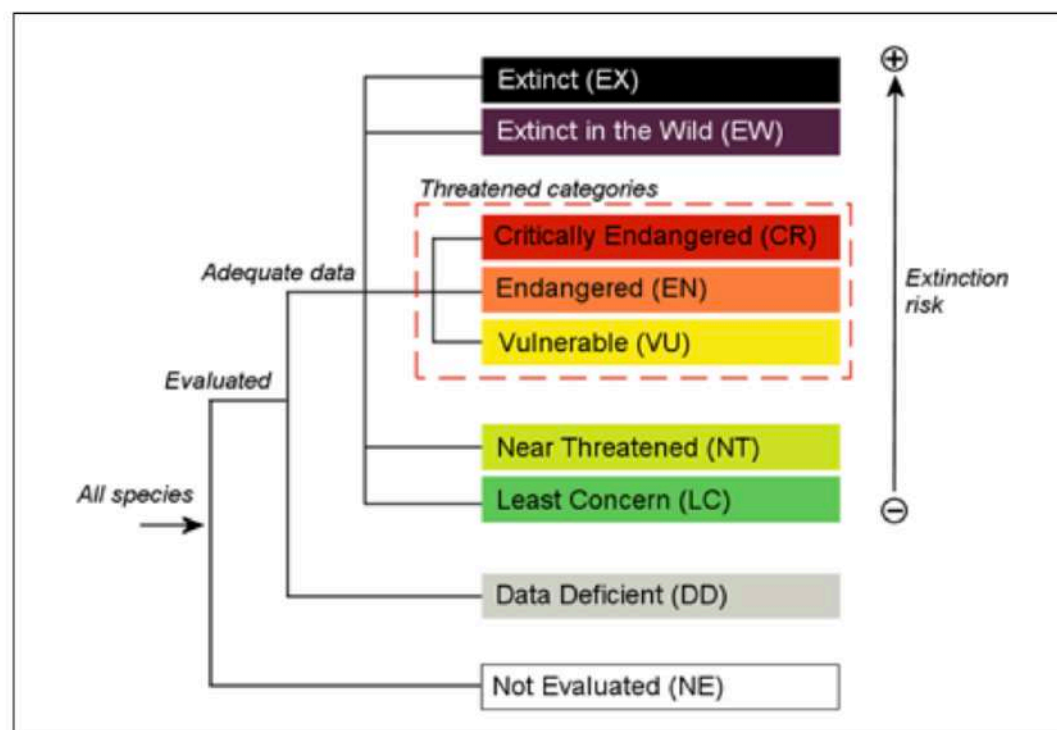 Extinct (EX)
Extinct in the Wild (EW)
Threatened categories
Critically Endangered (CR)
Adequate data
Endangered (EN)
Extinction
risk
Vulnerable (VU)
Evaluated
Near Threatened (NT)
All species
Least Concern (LC)
Data Deficient (DD)
Not Evaluated (NE)